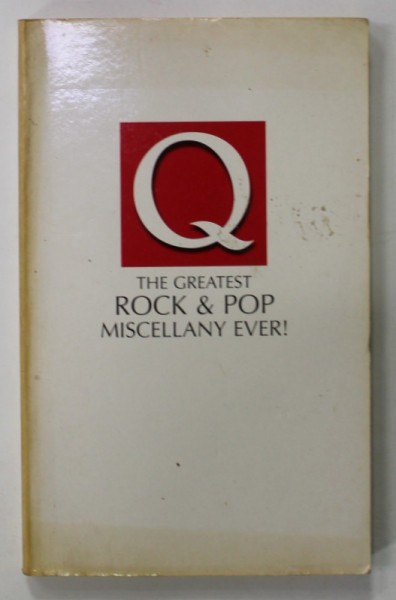 Q
THE GREATEST
ROCK & POP
MISCELLANY EVER!